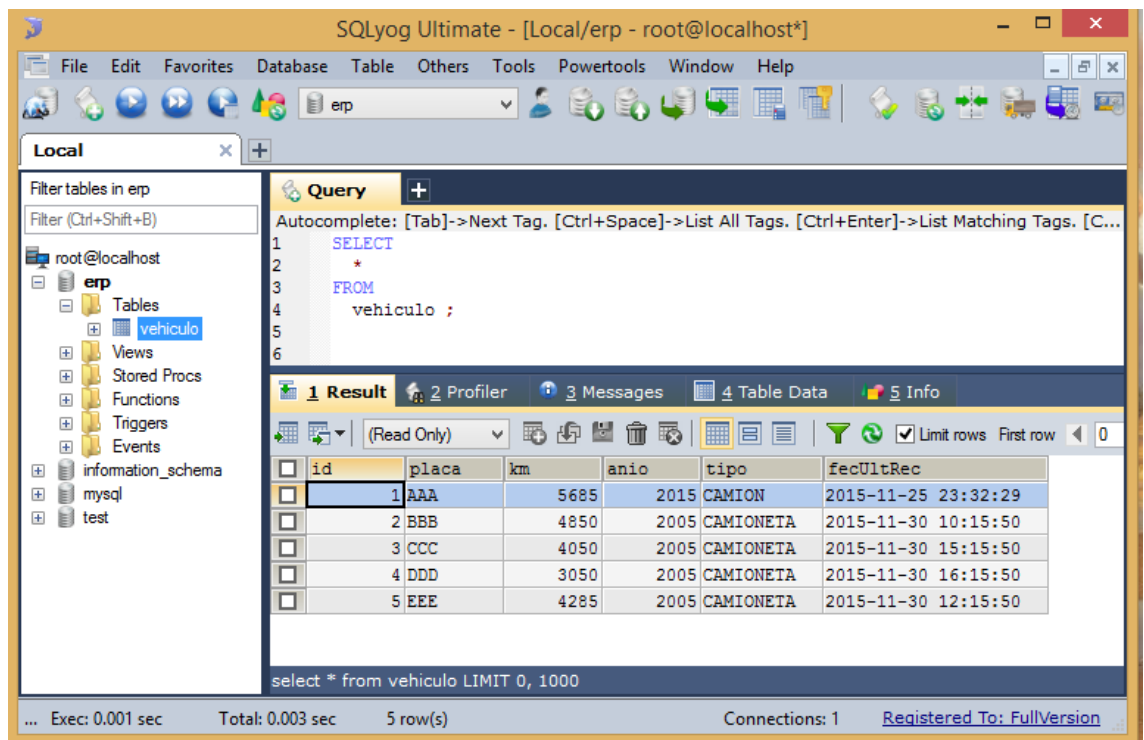 SQLyog Ultimate - [Local/erp - root@localhost*]
File Edit Favorites Database Table Others Tools Powertools Window Help
erp
Local
Filter tables in erp
Filter (Ctrl+Shift+B)
root@localhost
erp
Tables
vehiculo
Views
Stored Procs
Functions
Triggers
Events
information_schema
mysql
test
Query
Autocomplete: [Tab]->Next Tag. [Ctrl+Space]->List All Tags. [Ctrl+Enter]->List Matching Tags. [C...
1 SELECT
2 *
3 FROM
4 vehiculo ;
5
6
1 Result 2 Profiler 3 Messages 4 Table Data 5 Info
(Read Only) Limit rows First row 0
id placa km anio tipo fecUltRec
1 AAA 5685 2015 CAMION 2015-11-25 23:32:29
2 BBB 4850 2005 CAMIONETA 2015-11-30 10:15:50
3 CCC 4050 2005 CAMIONETA 2015-11-30 15:15:50
4 DDD 3050 2005 CAMIONETA 2015-11-30 16:15:50
5 EEE 4285 2005 CAMIONETA 2015-11-30 12:15:50
select * from vehiculo LIMIT 0, 1000
... Exec: 0.001 sec Total: 0.003 sec 5 row(s) Connections: 1 Registered To: FullVersion